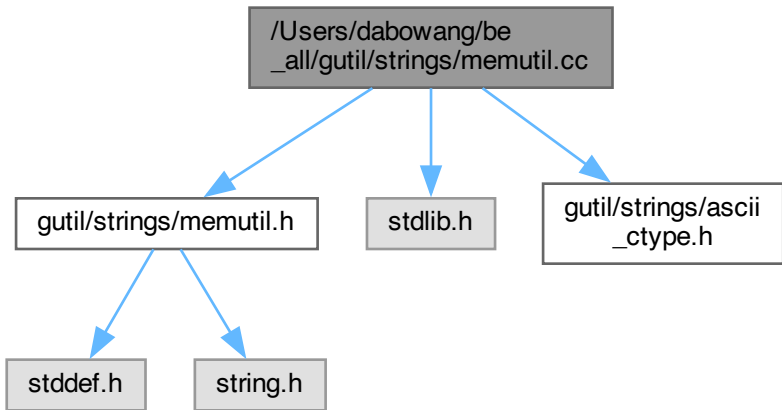 /Users/dabowang/be
_all/gutil/strings/memutil.cc
gutil/strings/memutil.h
stdlib.h
gutil/strings/ascii
_ctype.h
stddef.h
string.h